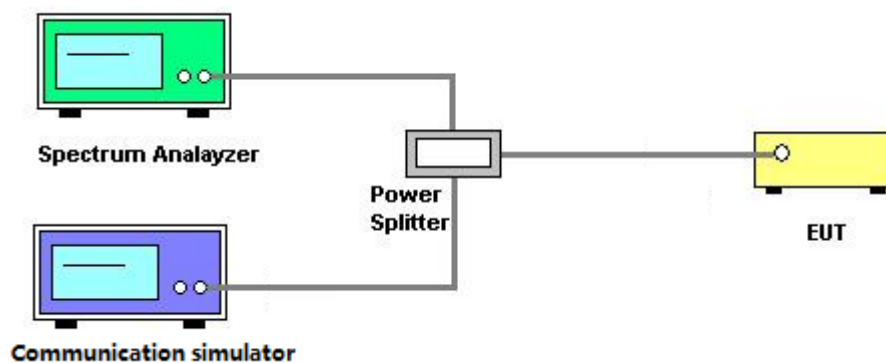 Spectrum Analayzer
Power
Splitter
EUT
Communication simulator